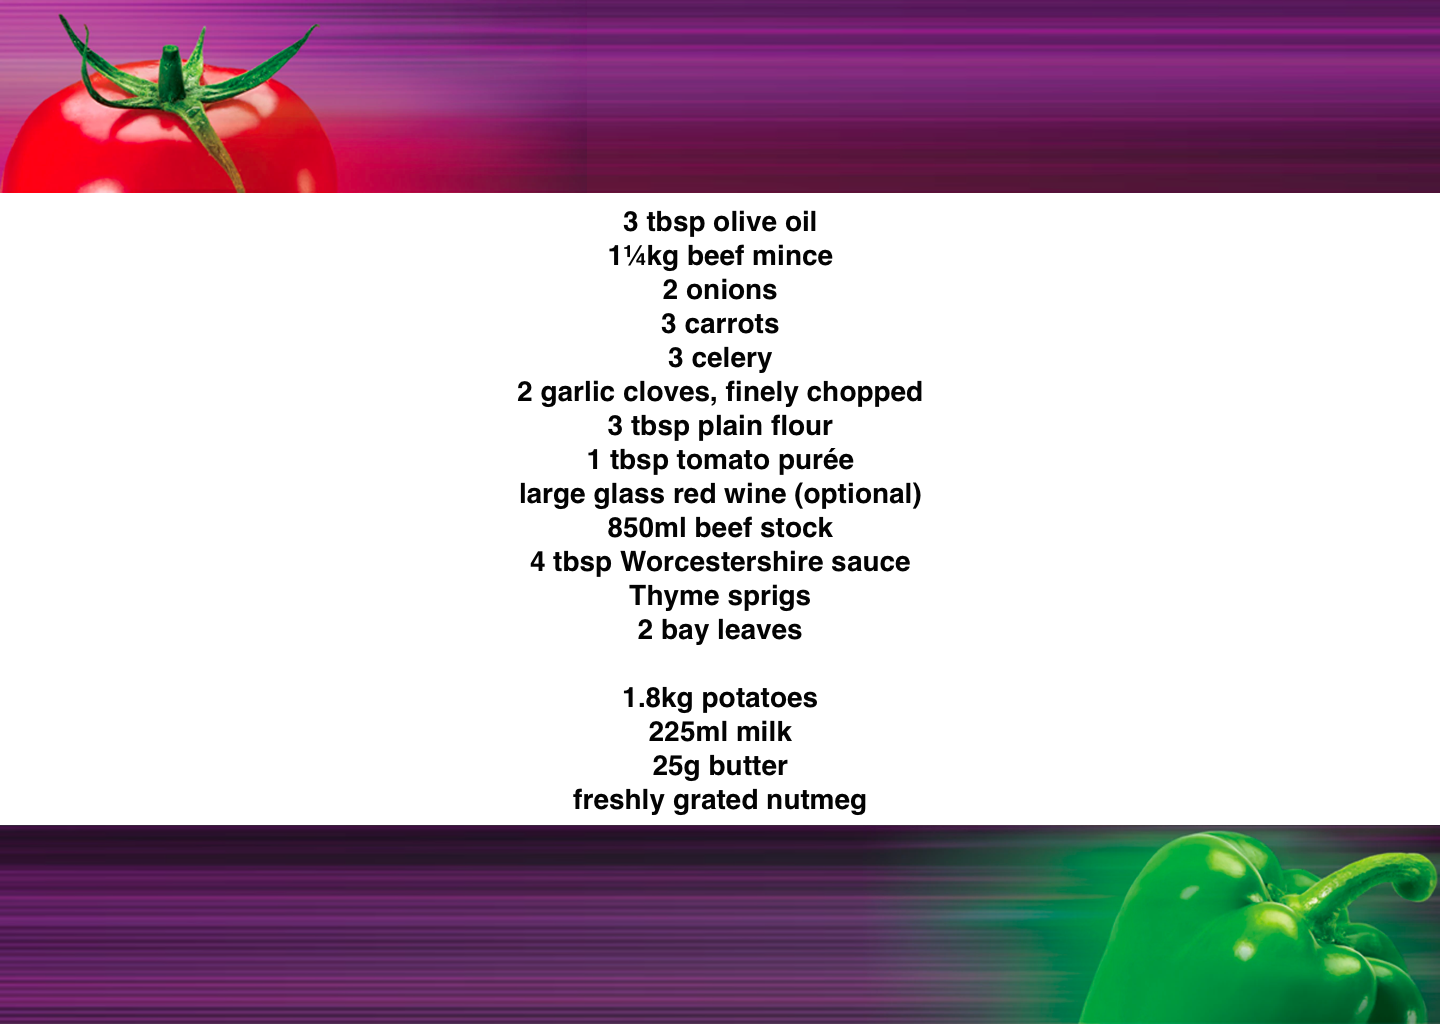 3 tbsp olive oil
1¼kg beef mince
2 onions
3 carrots
3 celery
2 garlic cloves, finely chopped
3 tbsp plain flour
1 tbsp tomato purée
large glass red wine (optional)
850ml beef stock
4 tbsp Worcestershire sauce
Thyme sprigs
2 bay leaves
1.8kg potatoes
225ml milk
25g butter
freshly grated nutmeg